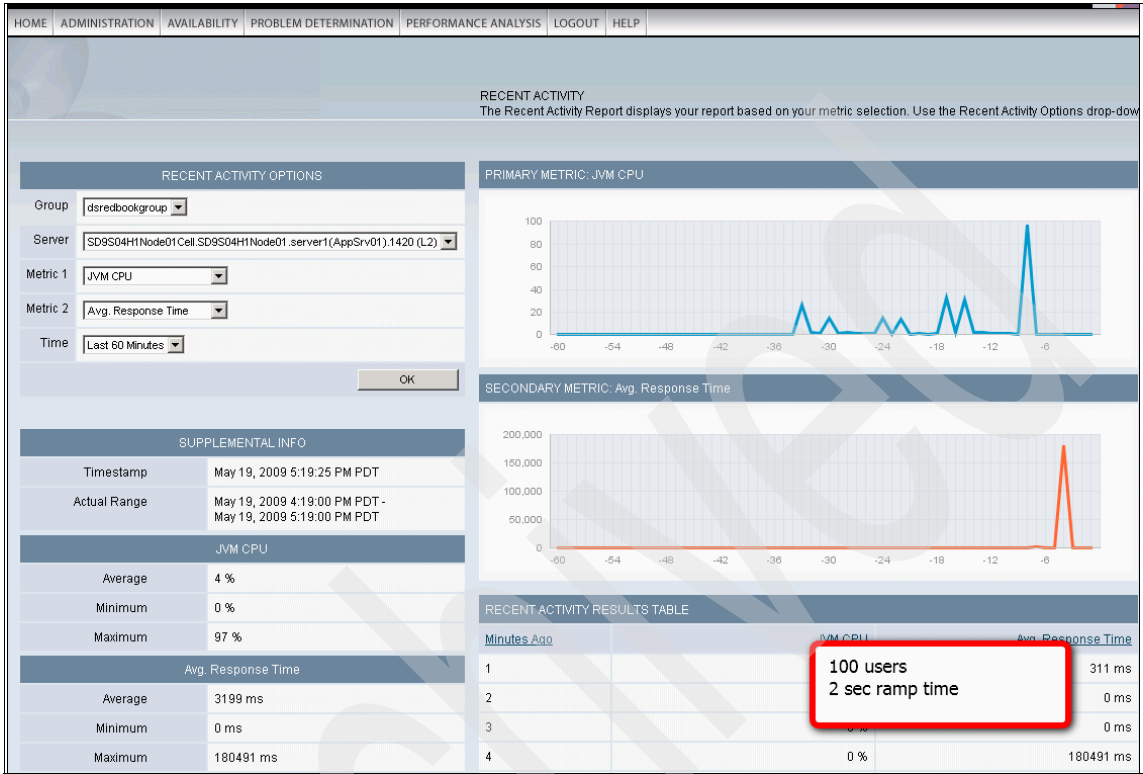 HOME ADMINISTRATION AVAILABILITY PROBLEM DETERMINATION PERFORMANCE ANALYSIS LOGOUT HELP
RECENT ACTIVITY
The Recent Activity Report displays your report based on your metric selection. Use the Recent Activity Options drop-dow
RECENT ACTIVITY OPTIONS
Group dsredbookgroup
Server SD9S04H1Node01Cell.SD9S04H1Node01.server1(AppSrv01).1420 (L2)
Metric 1 JVM CPU
Metric 2 Avg. Response Time
Time Last 60 Minutes
OK
SUPPLEMENTAL INFO
Timestamp May 19, 2009 5:19:25 PM PDT
Actual Range May 19, 2009 4:19:00 PM PDT -
May 19, 2009 5:19:00 PM PDT
JVM CPU
Average 4 %
Minimum 0 %
Maximum 97 %
Avg. Response Time
Average 3199 ms
Minimum 0 ms
Maximum 180491 ms
PRIMARY METRIC: JVM CPU
100
80
60
40
20
0
-60 -54 -48 -42 -36 -30 -24 -18 -12 -6
SECONDARY METRIC: Avg. Response Time
200,000
150,000
100,000
50,000
0
-60 -54 -48 -42 -36 -30 -24 -18 -12 -6
RECENT ACTIVITY RESULTS TABLE
Minutes Ago JVM CPU Avg. Response Time
1 311 ms
2 0 ms
3 0 % 0 ms
4 0 % 180491 ms
100 users
2 sec ramp time